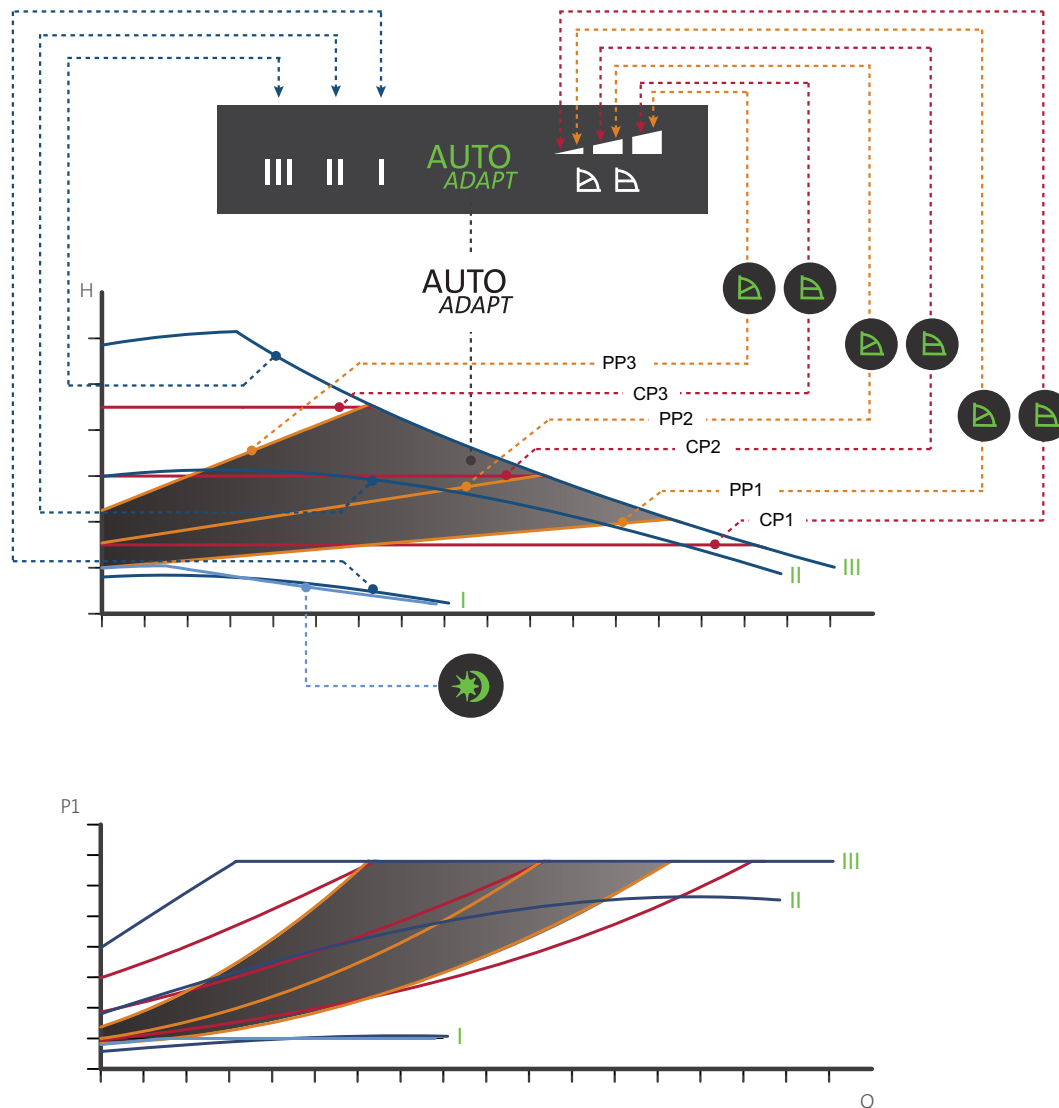 III II I AUTO
ADAPT
AUTO
ADAPT
H
PP3
CP3
PP2
CP2
PP1
CP1
III
II
I
P1
III
II
I
Q